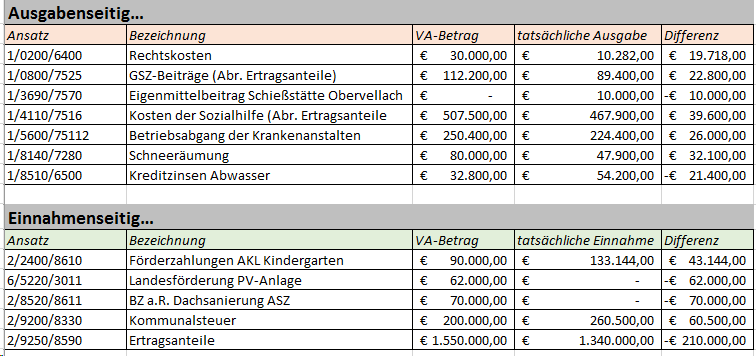 Ausgabenseitig...
Ansatz Bezeichnung VA-Betrag tatsächliche Ausgabe Differenz
1/0200/6400 Rechtskosten € 30.000,00 € 10.282,00 € 19.718,00
1/0800/7525 GSZ-Beiträge (Abr. Ertragsanteile) € 112.200,00 € 89.400,00 € 22.800,00
1/3690/7570 Eigenmittelbeitrag Schießstätte Obervellach € - € 10.000,00 -€ 10.000,00
1/4110/7516 Kosten der Sozialhilfe (Abr. Ertragsanteile € 507.500,00 € 467.900,00 € 39.600,00
1/5600/75112 Betriebsabgang der Krankenanstalten € 250.400,00 € 224.400,00 € 26.000,00
1/8140/7280 Schneeräumung € 80.000,00 € 47.900,00 € 32.100,00
1/8510/6500 Kreditzinsen Abwasser € 32.800,00 € 54.200,00 -€ 21.400,00
Einnahmenseitig...
Ansatz Bezeichnung VA-Betrag tatsächliche Einnahme Differenz
2/2400/8610 Förderzahlungen AKL Kindergarten € 90.000,00 € 133.144,00 € 43.144,00
6/5220/3011 Landesförderung PV-Anlage € 62.000,00 € - -€ 62.000,00
2/8520/8611 BZ a.R. Dachsanierung ASZ € 70.000,00 € - -€ 70.000,00
2/9200/8330 Kommunalsteuer € 200.000,00 € 260.500,00 € 60.500,00
2/9250/8590 Ertragsanteile € 1.550.000,00 € 1.340.000,00 -€ 210.000,00